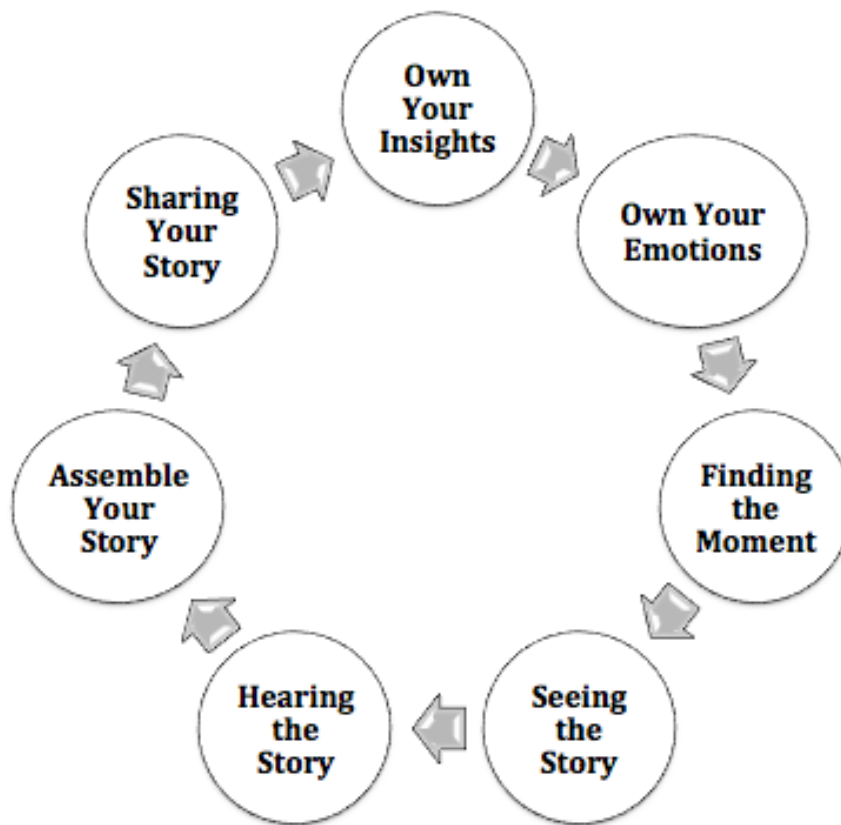 Own
Your
Insights
Own Your
Emotions
Finding
the
Moment
Seeing
the
Story
Hearing
the
Story
Assemble
Your
Story
Sharing
Your
Story